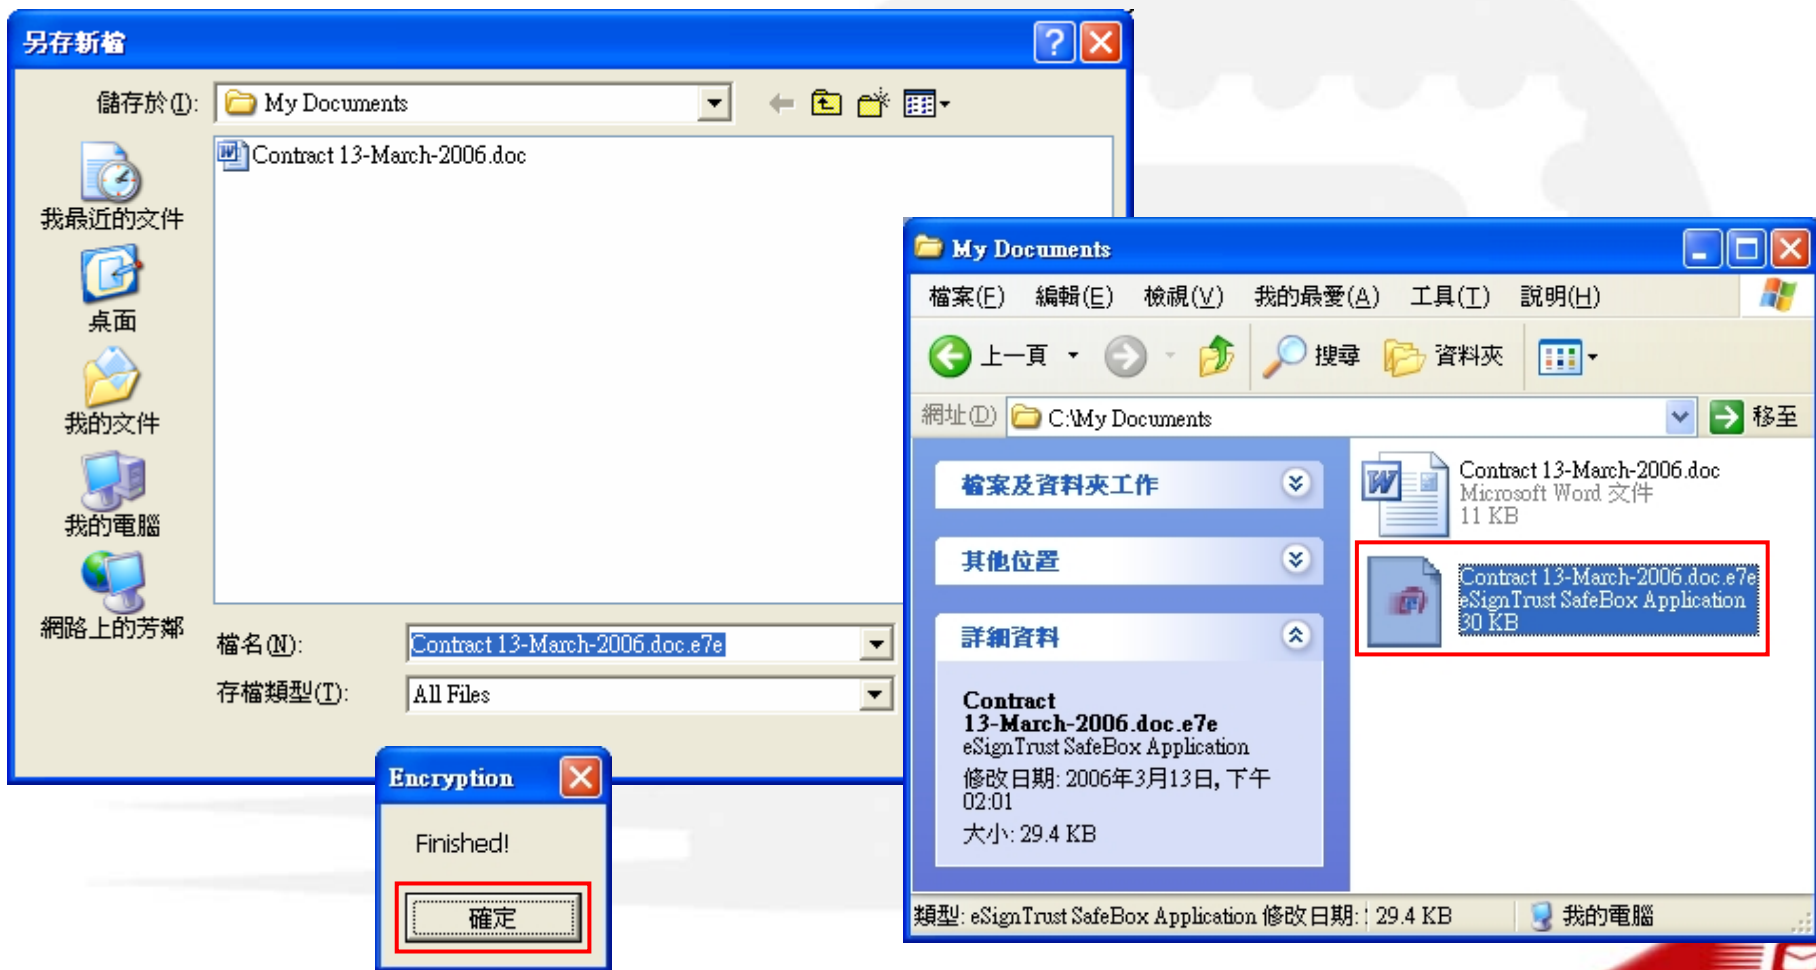 另存新檔
儲存於(I):
My Documents
Contract 13-March-2006.doc
我最近的文件
桌面
我的文件
我的電腦
網路上的芳鄰
檔名(N):
Contract 13-March-2006.doc.e7e
存檔類型(T):
All Files
Encryption
Finished!
確定
My Documents
檔案(F) 編輯(E) 檢視(V) 我的最愛(A) 工具(T) 說明(H)
上一頁 搜尋 資料夾
網址(D) C:\My Documents 移至
檔案及資料夾工作
其他位置
詳細資料
Contract
13-March-2006.doc.e7e
eSignTrust SafeBox Application
修改日期: 2006年3月13日, 下午
02:01
大小: 29.4 KB
Contract 13-March-2006.doc
Microsoft Word 文件
11 KB
Contract 13-March-2006.doc.e7e
eSignTrust SafeBox Application
30 KB
類型: eSignTrust SafeBox Application 修改日期: 29.4 KB 我的電腦